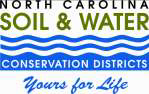 NORTH CAROLINA
SOIL & WATER
CONSERVATION DISTRICTS
Yours for Life